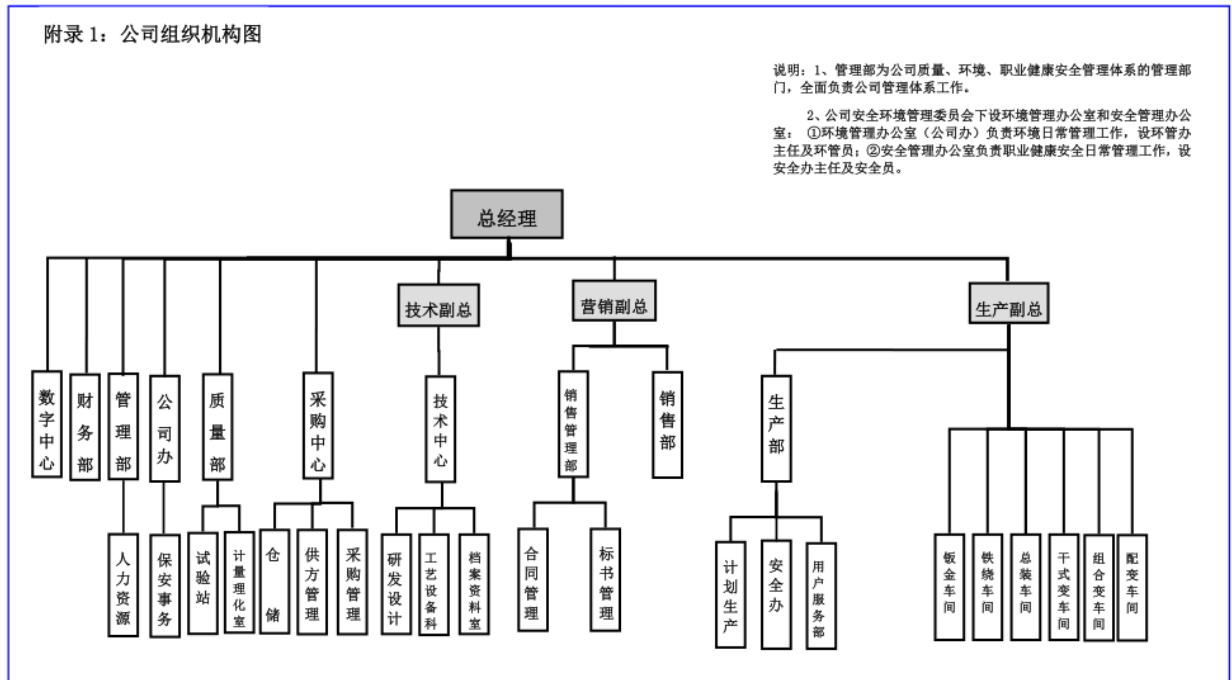 附录 1：公司组织机构图
说明：1、管理部为公司质量、环境、职业健康安全管理体系的管理部
门，全面负责公司管理体系工作。
2、公司安全环境管理委员会下设环境管理办公室和安全管理办公
室： ①环境管理办公室（公司办）负责环境日常管理工作，设环管办
主任及环管员；②安全管理办公室负责职业健康安全日常管理工作，设
安全办主任及安全员。
总经理
技术副总
营销副总
生产副总
数字中心
财务部
管理部
公司办
质量部
采购中心
技术中心
销售管理部
销售部
生产部
人力资源
保安事务
试验站
计量理化室
仓储
供方管理
采购管理
研发设计
工艺设备科
档案资料室
合同管理
标书管理
计划生产
安全办
用户服务部
钣金车间
铁绕车间
总装车间
干式变车间
组合变车间
配变车间